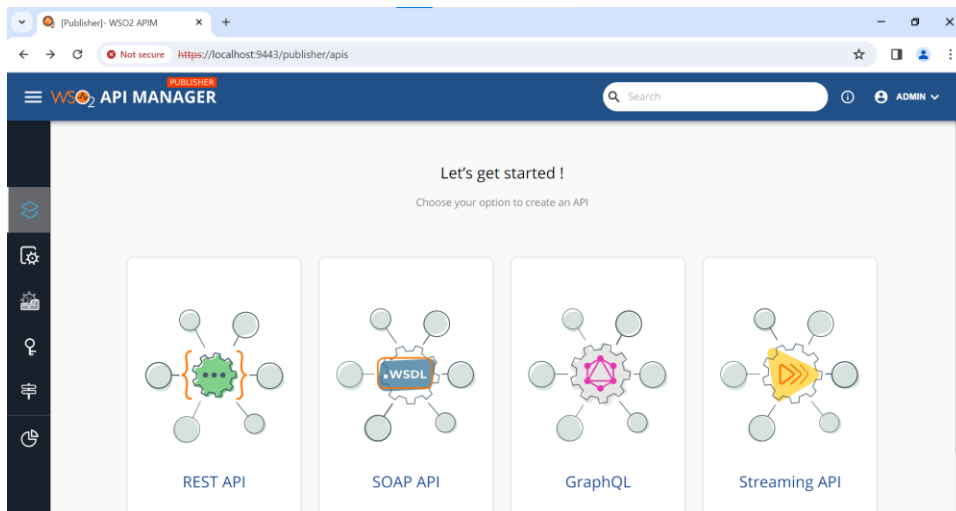 [Publisher]- WSO2 APIM
Not secure https://localhost:9443/publisher/apis
PUBLISHER
WSO2 API MANAGER
Search
ADMIN
Let's get started !
Choose your option to create an API
.WSDL
REST API
SOAP API
GraphQL
Streaming API